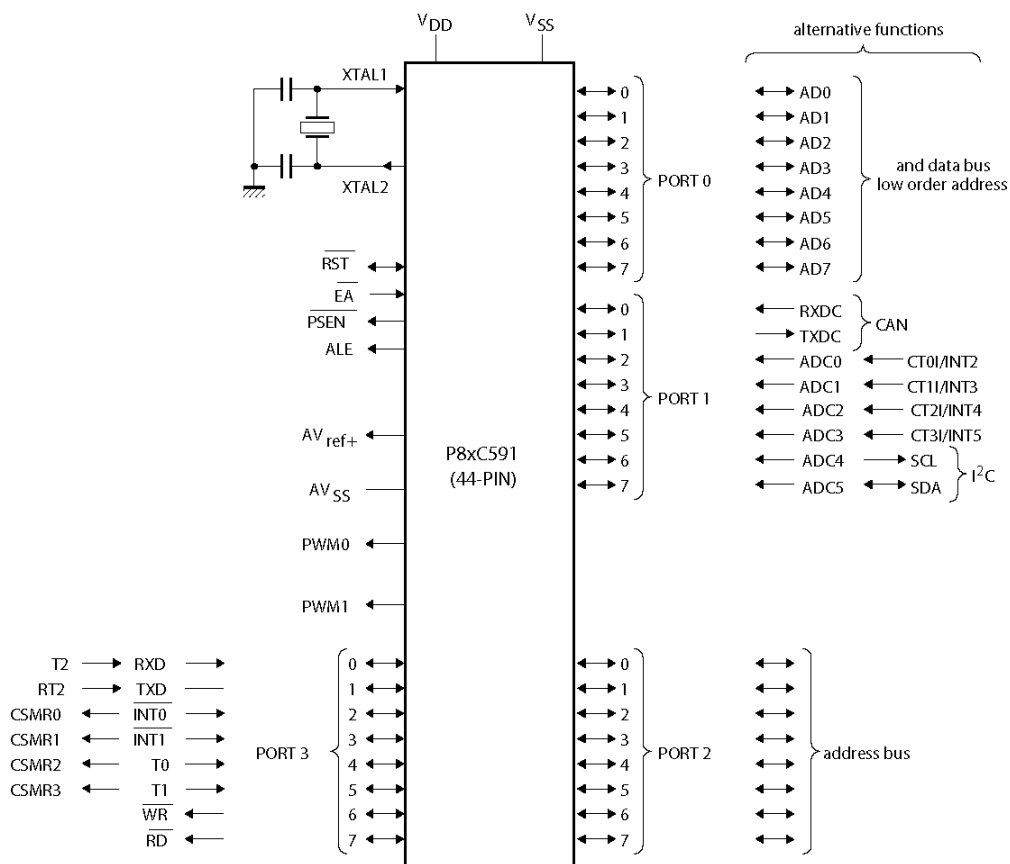 V_DD V_SS
alternative functions
XTAL1
XTAL2
0 AD0
1 AD1
2 AD2
3 AD3
4 AD4
5 AD5
6 AD6
7 AD7
PORT 0
and data bus
low order address
RST
EA
PSEN
ALE
0 RXDC
1 TXDC
CAN
2 ADC0 CT0I/INT2
3 ADC1 CT1I/INT3
4 ADC2 CT2I/INT4
5 ADC3 CT3I/INT5
6 ADC4 SCL
7 ADC5 SDA
PORT 1
I²C
AV_ref+
AV_SS
P8xC591
(44-PIN)
PWM0
PWM1
T2 RXD 0
RT2 TXD 1
CSMR0 INT0 2
CSMR1 INT1 3
CSMR2 T0 4
CSMR3 T1 5
WR 6
RD 7
PORT 3
0
1
2
3
4
5
6
7
PORT 2
address bus